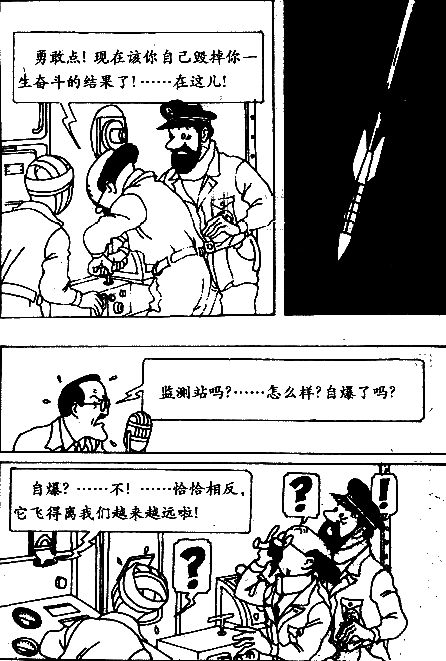 勇敢点！现在该你自己毁掉你一
生奋斗的结果了！……在这儿！
监测站吗？……怎么样？自爆了吗？
自爆？……不！……恰恰相反，
它飞得离我们越来越远啦！
？
？
！